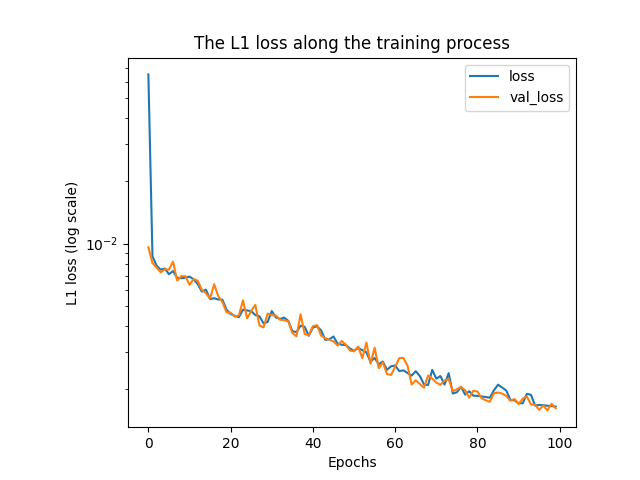 The L1 loss along the training process
loss
val_loss
L1 loss (log scale)
10⁻²
0 20 40 60 80 100
Epochs